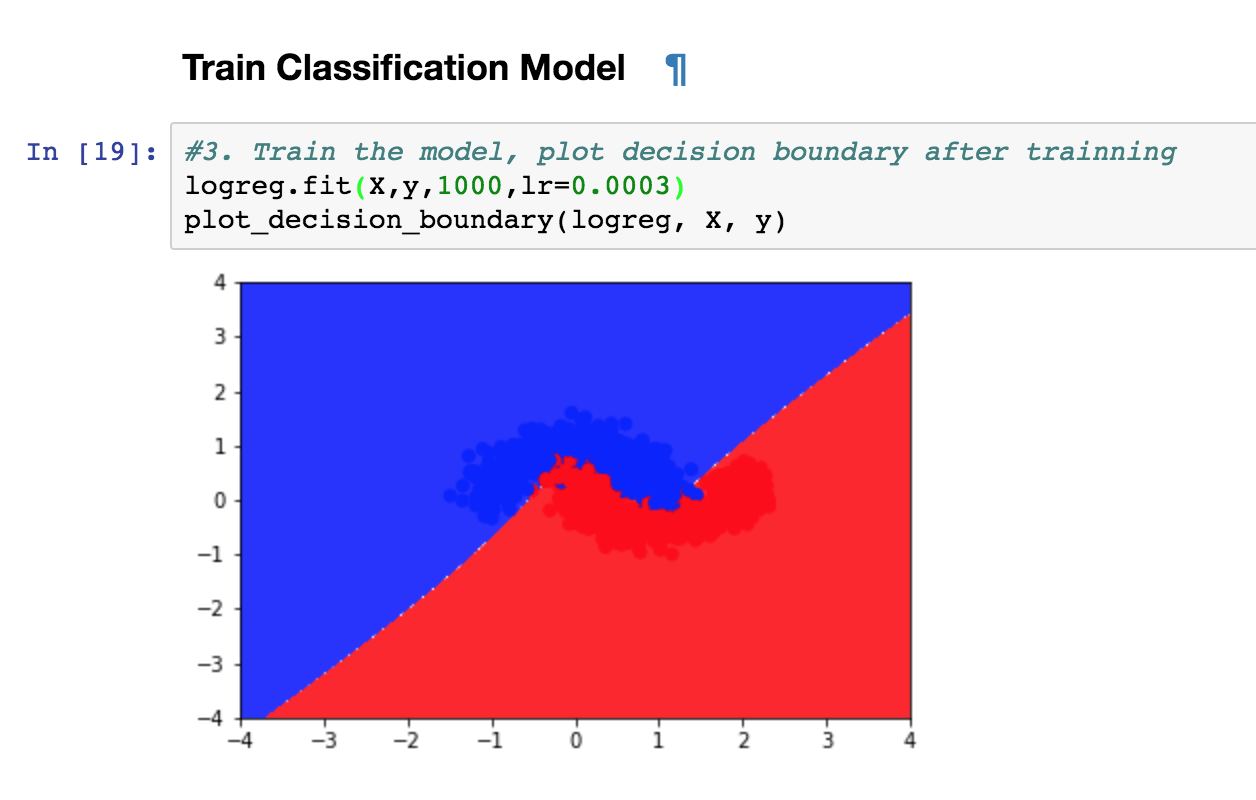 Train Classification Model ¶
In [19]:
#3. Train the model, plot decision boundary after trainning
logreg.fit(X,y,1000,lr=0.0003)
plot_decision_boundary(logreg, X, y)
4
3
2
1
0
−1
−2
−3
−4
−4 −3 −2 −1 0 1 2 3 4